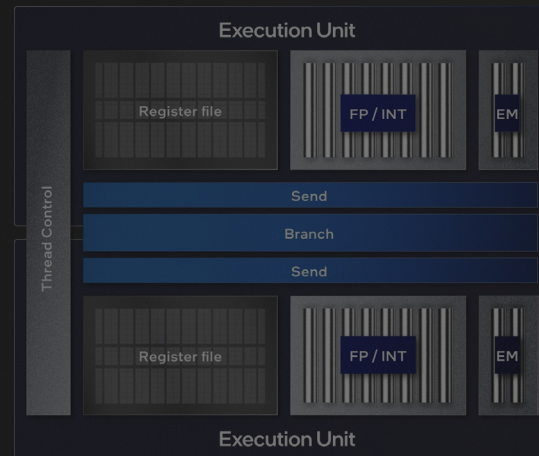 Execution Unit
Register file
FP / INT
EM
Thread Control
Send
Branch
Send
Register file
FP / INT
EM
Execution Unit